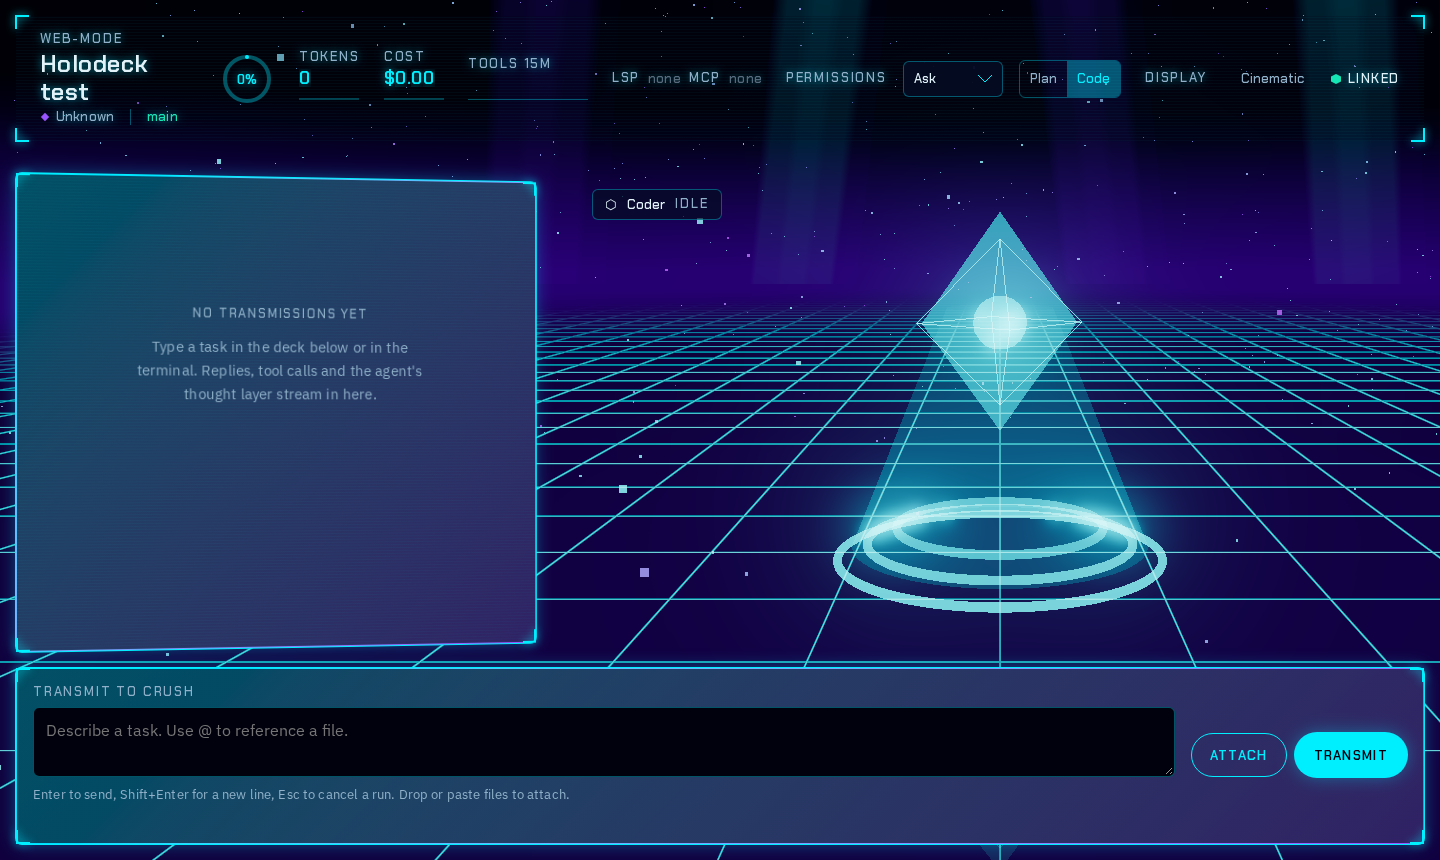 WEB-MODE
Holodeck
test
Unknown
main
0%
TOKENS
0
COST
$0.00
TOOLS 15M
LSP none MCP none
PERMISSIONS
Ask
Plan
Code
DISPLAY
Cinematic
LINKED
NO TRANSMISSIONS YET
Type a task in the deck below or in the
terminal. Replies, tool calls and the agent's
thought layer stream in here.
Coder IDLE
TRANSMIT TO CRUSH
Describe a task. Use @ to reference a file.
ATTACH
TRANSMIT
Enter to send, Shift+Enter for a new line, Esc to cancel a run. Drop or paste files to attach.